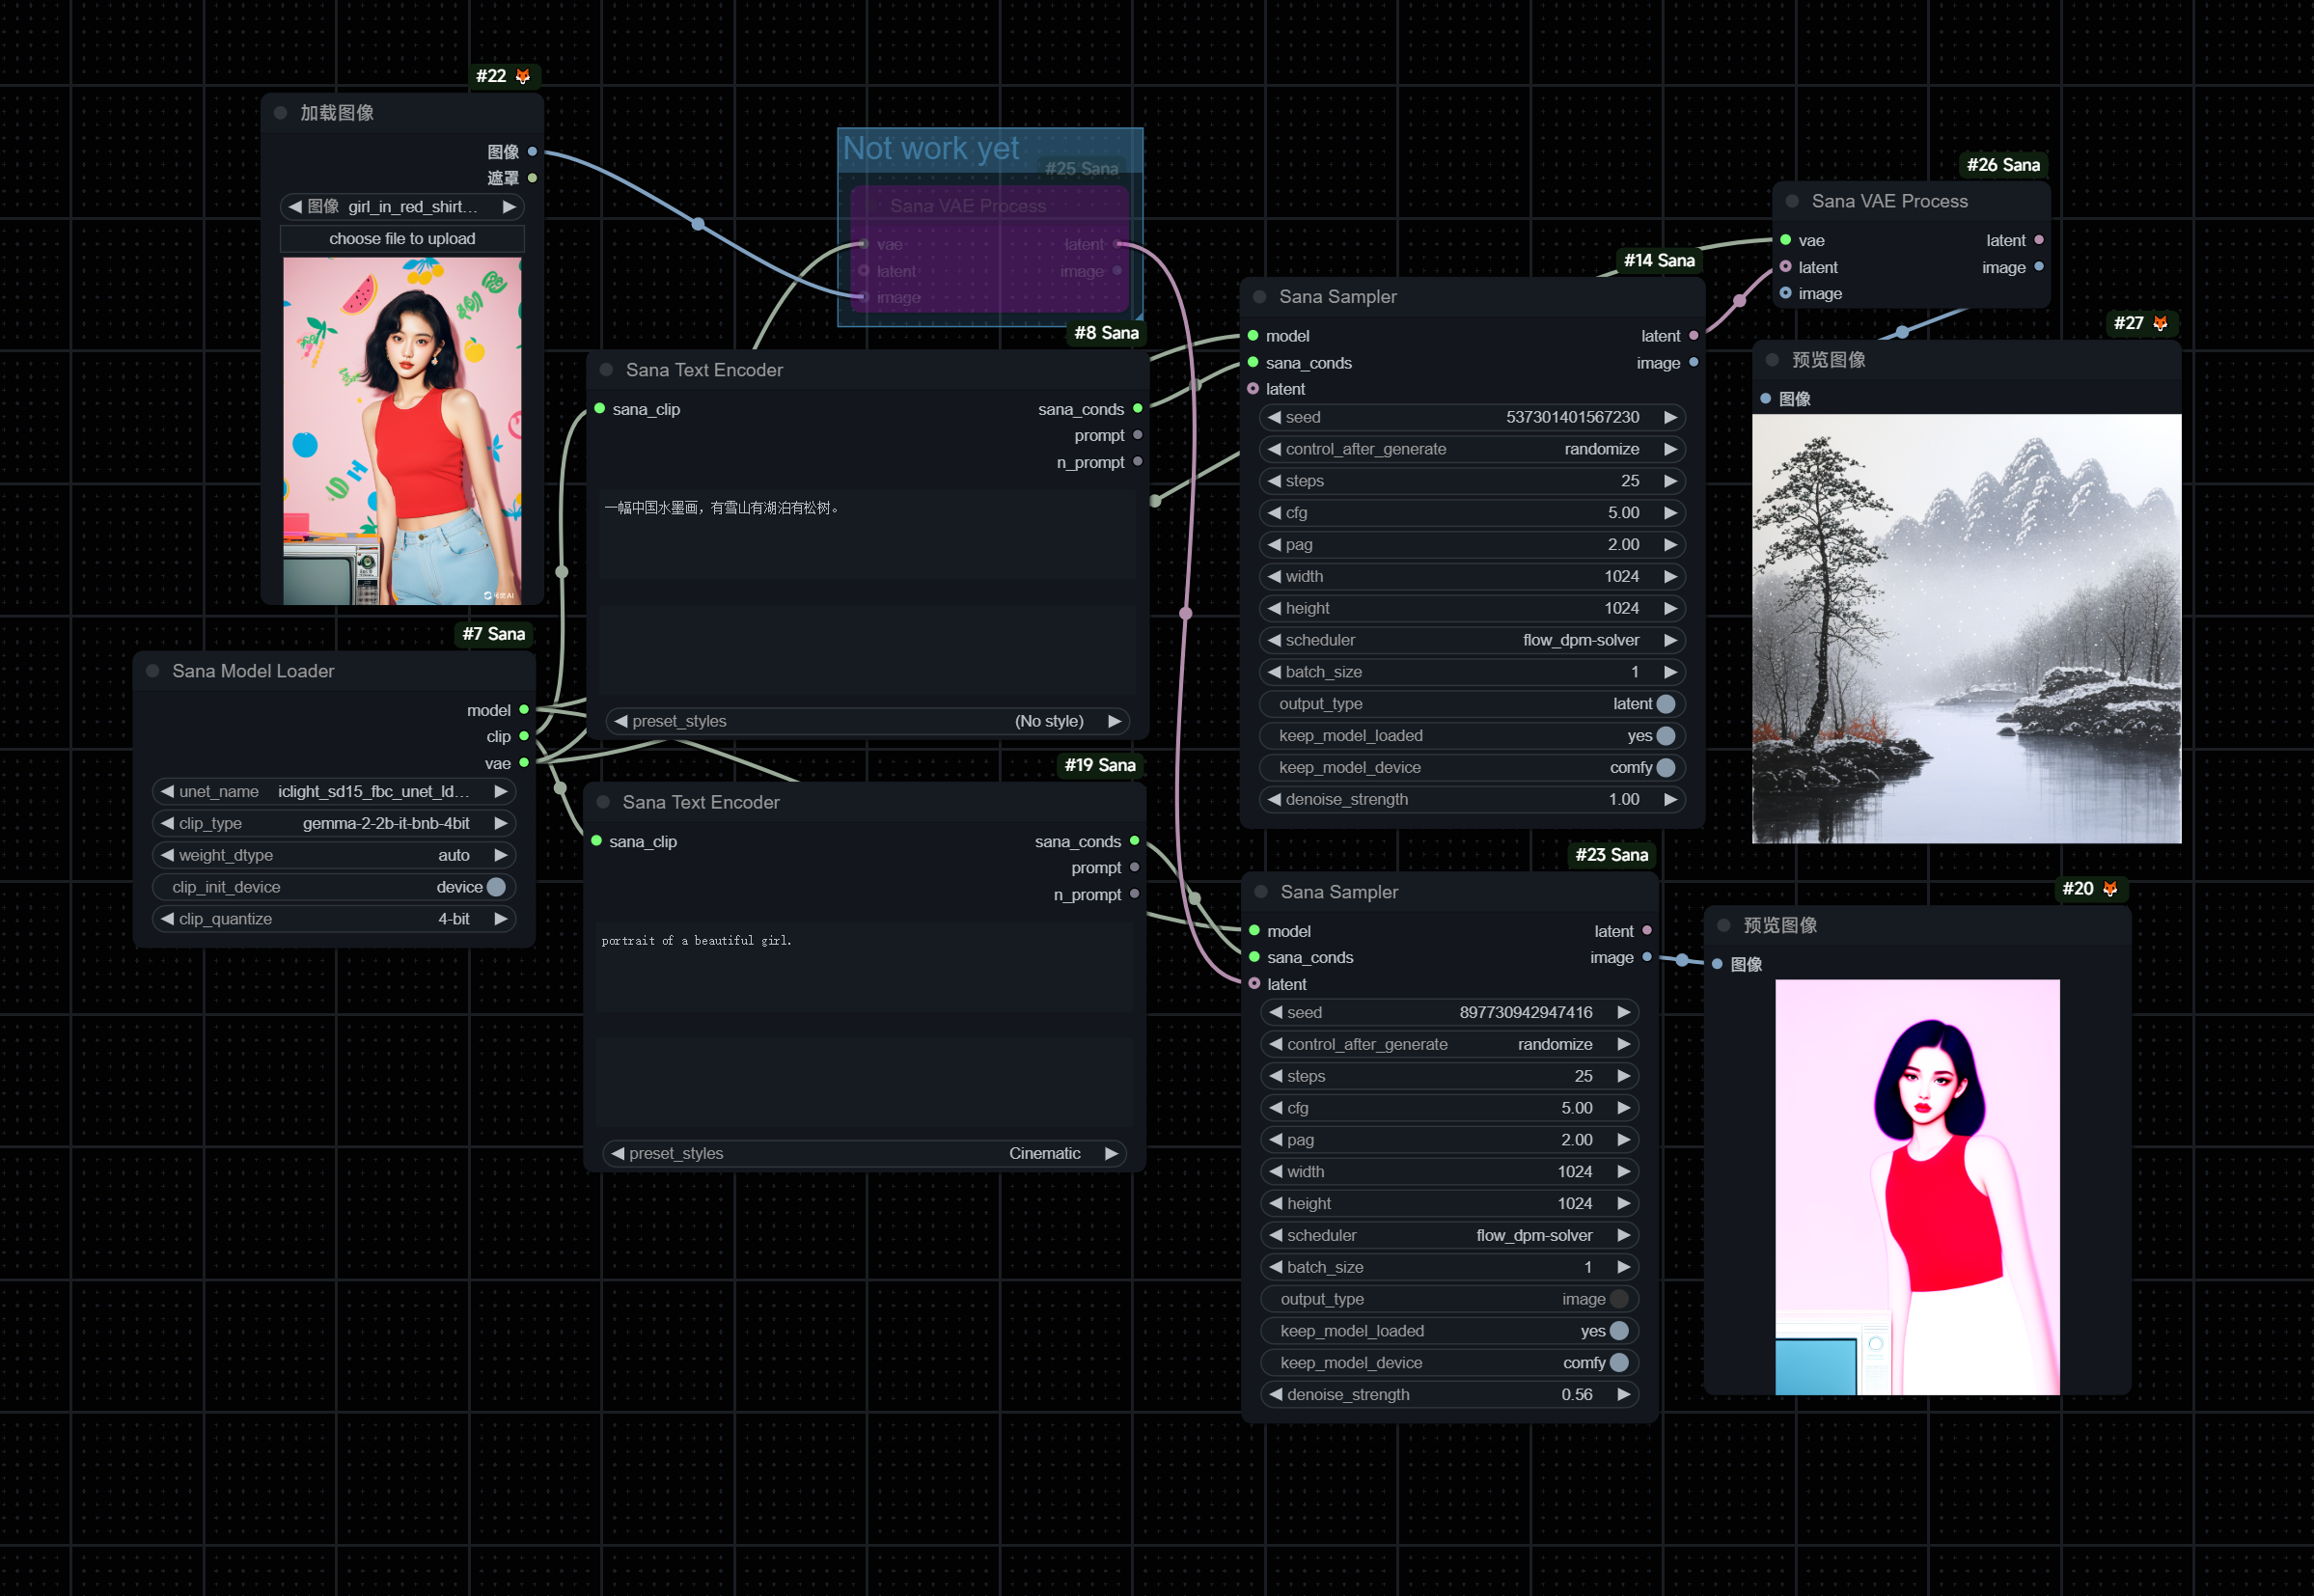 #22
加载图像
图像
遮罩
图像 girl_in_red_shirt...
choose file to upload
#7 Sana
Sana Model Loader
model
clip
vae
unet_name iclight_sd15_fbc_unet_ld...
clip_type gemma-2-2b-it-bnb-4bit
weight_dtype auto
clip_init_device device
clip_quantize 4-bit
Not work yet
#25 Sana
Sana VAE Process
vae latent
latent image
image
#8 Sana
Sana Text Encoder
sana_clip sana_conds
prompt
n_prompt
一幅中国水墨画，有雪山有湖泊有松树。
preset_styles (No style)
#19 Sana
Sana Text Encoder
sana_clip sana_conds
prompt
n_prompt
portrait of a beautiful girl.
preset_styles Cinematic
#14 Sana
Sana Sampler
model latent
sana_conds image
latent
seed 537301401567230
control_after_generate randomize
steps 25
cfg 5.00
pag 2.00
width 1024
height 1024
scheduler flow_dpm-solver
batch_size 1
output_type latent
keep_model_loaded yes
keep_model_device comfy
denoise_strength 1.00
#23 Sana
Sana Sampler
model latent
sana_conds image
latent
seed 897730942947416
control_after_generate randomize
steps 25
cfg 5.00
pag 2.00
width 1024
height 1024
scheduler flow_dpm-solver
batch_size 1
output_type image
keep_model_loaded yes
keep_model_device comfy
denoise_strength 0.56
#26 Sana
Sana VAE Process
vae latent
latent image
image
#27
预览图像
图像
#20
预览图像
图像